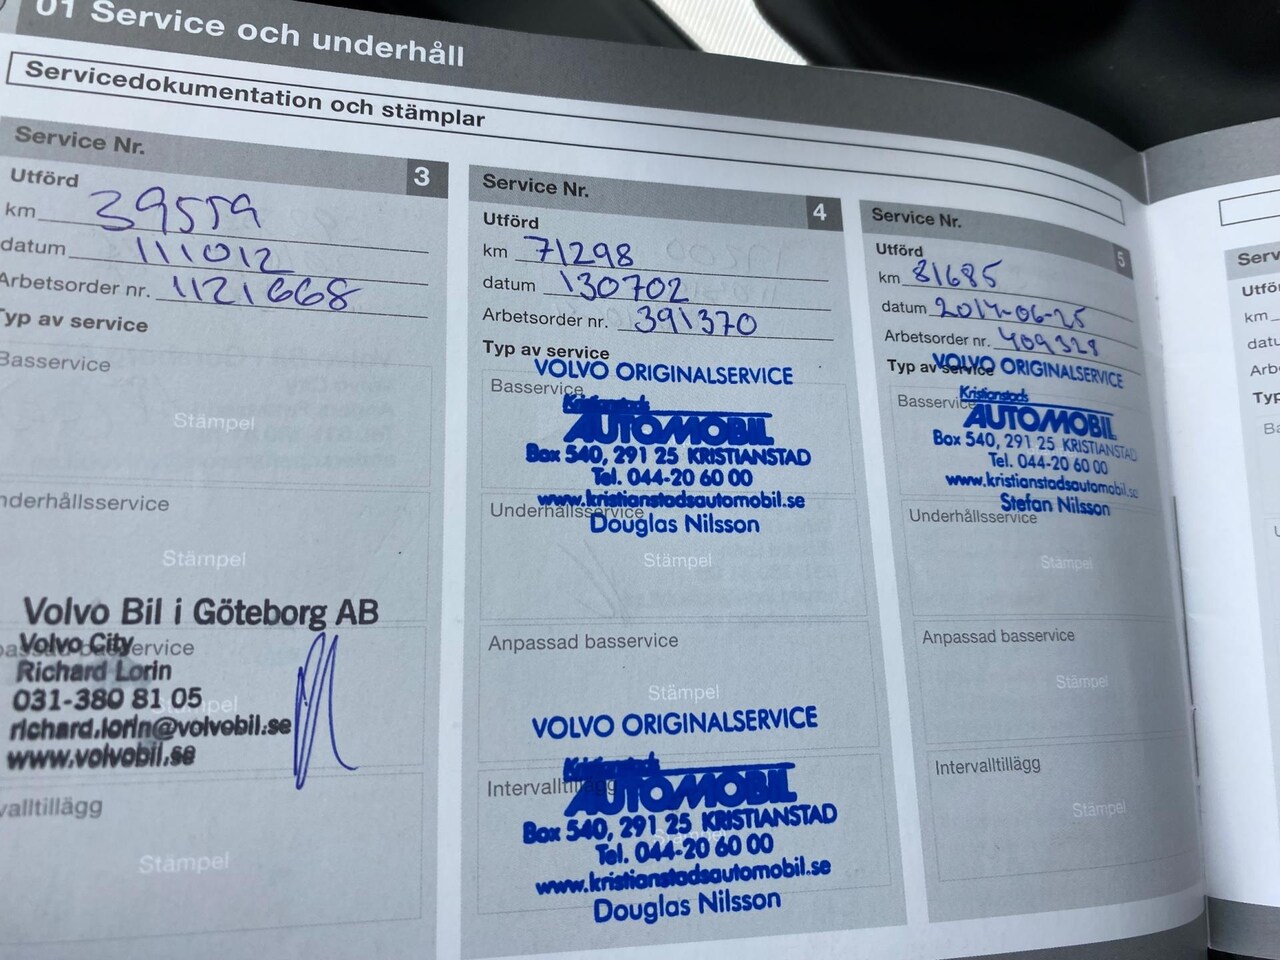 01 Service och underhåll
Servicedokumentation och stämplar
Service Nr. 3
Utförd
km 39559
datum 111012
Arbetsorder nr. 1121668
Typ av service
Basservice
Stämpel
nderhållsservice
Stämpel
Volvo Bil i Göteborg AB
Volvo City
Richard Lorin
031-380 81 05
richard.lorin@volvobil.se
www.volvobil.se
valltillägg
Stämpel
Service Nr. 4
Utförd
km 71298
datum 130702
Arbetsorder nr. 391370
Typ av service
VOLVO ORIGINALSERVICE
Basservice
Kristianstads
AUTOMOBIL
Box 540, 291 25 KRISTIANSTAD
Tel. 044-20 60 00
www.kristianstadsautomobil.se
Underhållsservice
Douglas Nilsson
Stämpel
Anpassad basservice
Stämpel
VOLVO ORIGINALSERVICE
Kristianstads
Intervalltillägg
AUTOMOBIL
Box 540, 291 25 KRISTIANSTAD
Tel. 044-20 60 00
www.kristianstadsautomobil.se
Douglas Nilsson
Service Nr. 5
Utförd
km 81685
datum 2014-06-25
Arbetsorder nr. 409328
Typ av service
VOLVO ORIGINALSERVICE
Basservice
Kristianstads
AUTOMOBIL
Box 540, 291 25 KRISTIANSTAD
Tel. 044-20 60 00
www.kristianstadsautomobil.se
Stefan Nilsson
Underhållsservice
Stämpel
Anpassad basservice
Stämpel
Intervalltillägg
Stämpel
Serv
Utför
km
datu
Arb
Typ
Ba